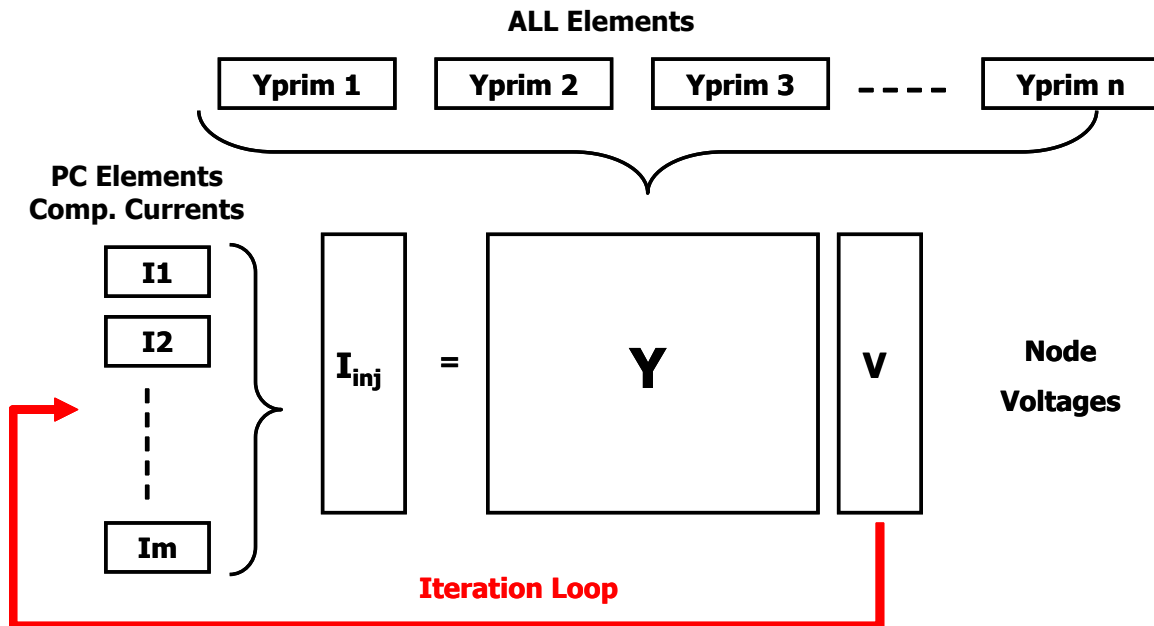 ALL Elements
Yprim 1 Yprim 2 Yprim 3 Yprim n
PC Elements
Comp. Currents
I1
I2
Im
Iinj = Y V
Node
Voltages
Iteration Loop